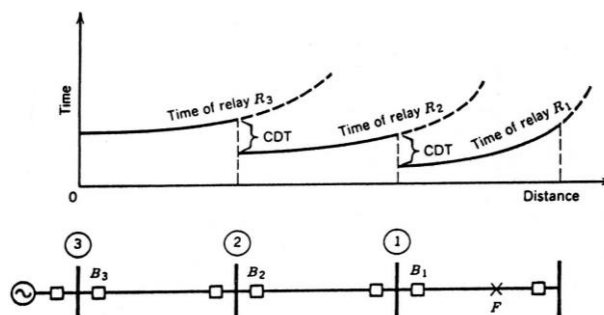 Time
Time of relay R₃
Time of relay R₂
Time of relay R₁
CDT
CDT
0
Distance
3
2
1
B₃
B₂
B₁
F